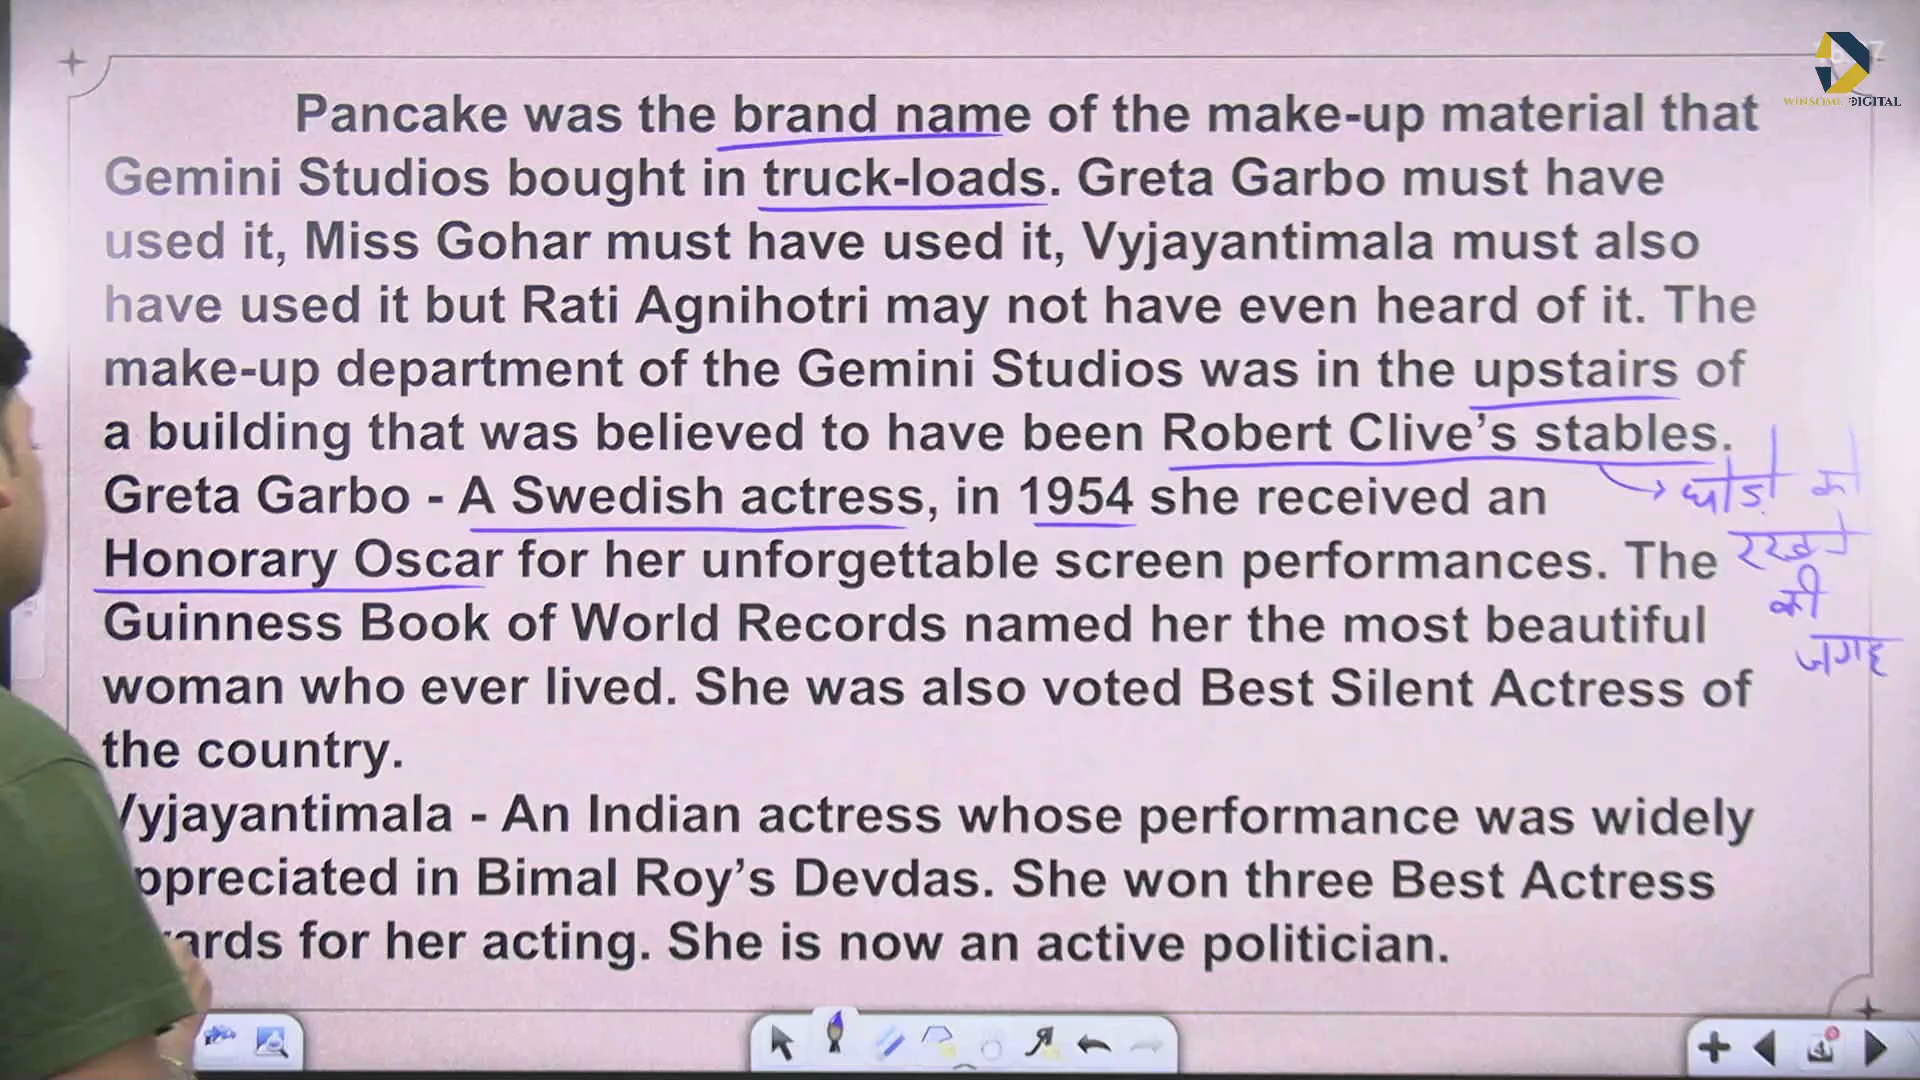 WINSOME DIGITAL
Pancake was the brand name of the make-up material that
Gemini Studios bought in truck-loads. Greta Garbo must have
used it, Miss Gohar must have used it, Vyjayantimala must also
have used it but Rati Agnihotri may not have even heard of it. The
make-up department of the Gemini Studios was in the upstairs of
a building that was believed to have been Robert Clive's stables.
Greta Garbo - A Swedish actress, in 1954 she received an
Honorary Oscar for her unforgettable screen performances. The
Guinness Book of World Records named her the most beautiful
woman who ever lived. She was also voted Best Silent Actress of
the country.
Vyjayantimala - An Indian actress whose performance was widely
ppreciated in Bimal Roy's Devdas. She won three Best Actress
ards for her acting. She is now an active politician.
घोड़ों को
रखने
की
जगह